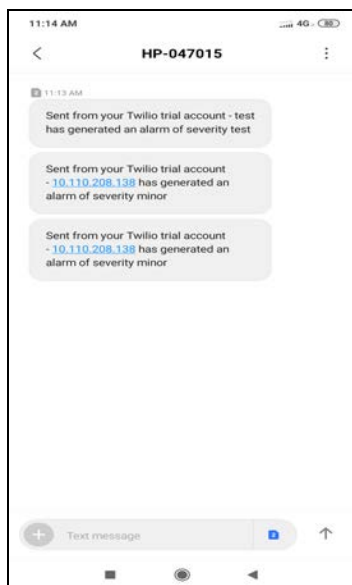 11:14 AM
4G
80
HP-047015
2 11:13 AM
Sent from your Twilio trial account - test
has generated an alarm of severity test
Sent from your Twilio trial account
- 10.110.208.138 has generated an
alarm of severity minor
Sent from your Twilio trial account
- 10.110.208.138 has generated an
alarm of severity minor
Text message
2